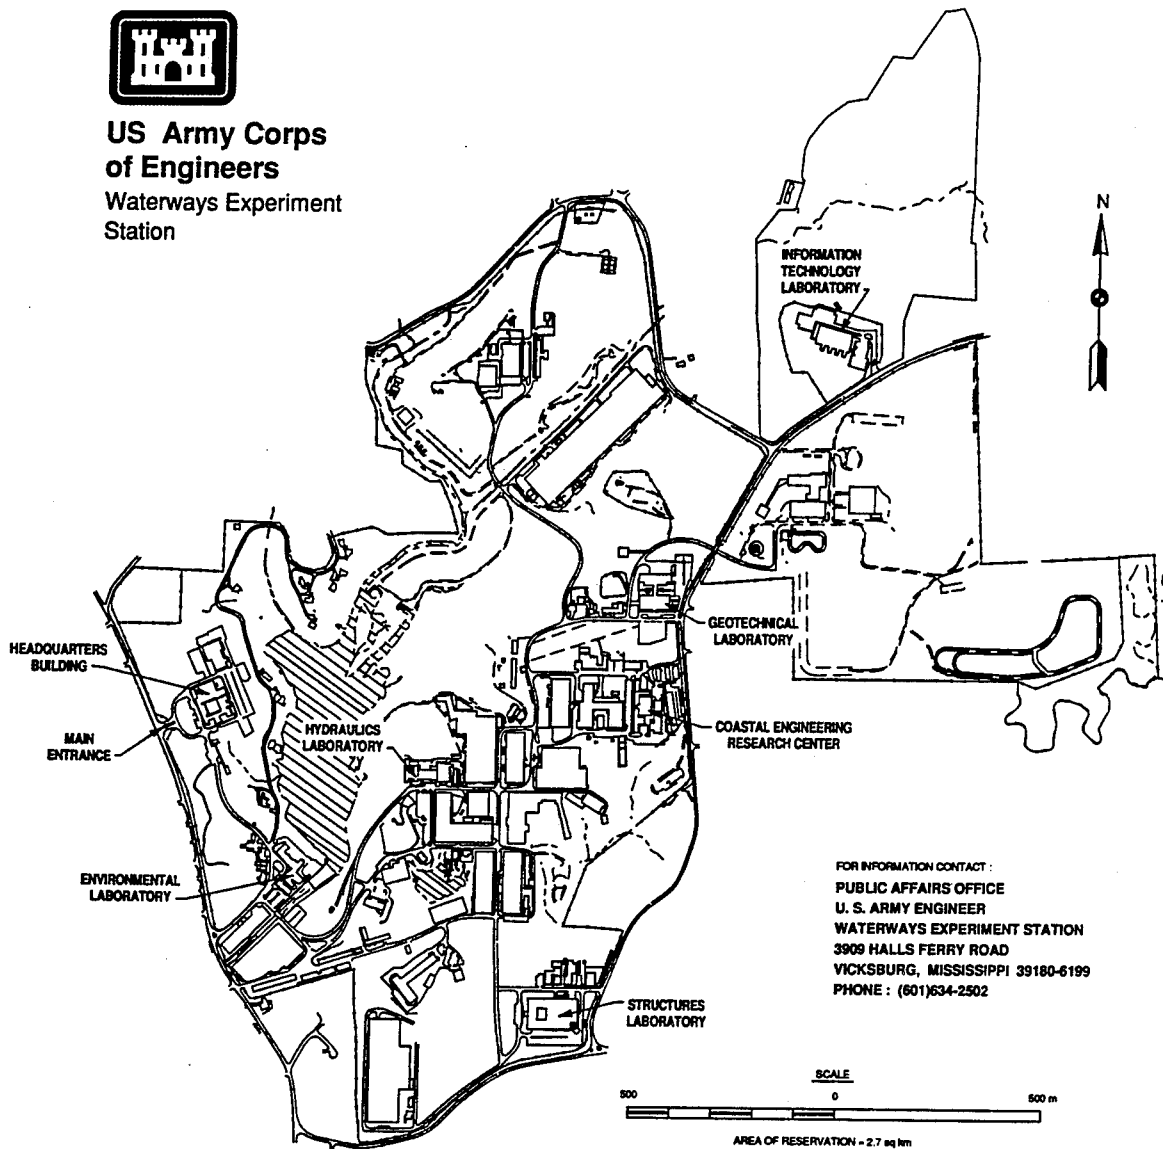 US Army Corps
of Engineers
Waterways Experiment
Station
N
INFORMATION
TECHNOLOGY
LABORATORY
GEOTECHNICAL
LABORATORY
HEADQUARTERS
BUILDING
MAIN
ENTRANCE
HYDRAULICS
LABORATORY
COASTAL ENGINEERING
RESEARCH CENTER
ENVIRONMENTAL
LABORATORY
STRUCTURES
LABORATORY
FOR INFORMATION CONTACT :
PUBLIC AFFAIRS OFFICE
U. S. ARMY ENGINEER
WATERWAYS EXPERIMENT STATION
3909 HALLS FERRY ROAD
VICKSBURG, MISSISSIPPI 39180-6199
PHONE : (601)634-2502
SCALE
500 0 500 m
AREA OF RESERVATION = 2.7 sq km